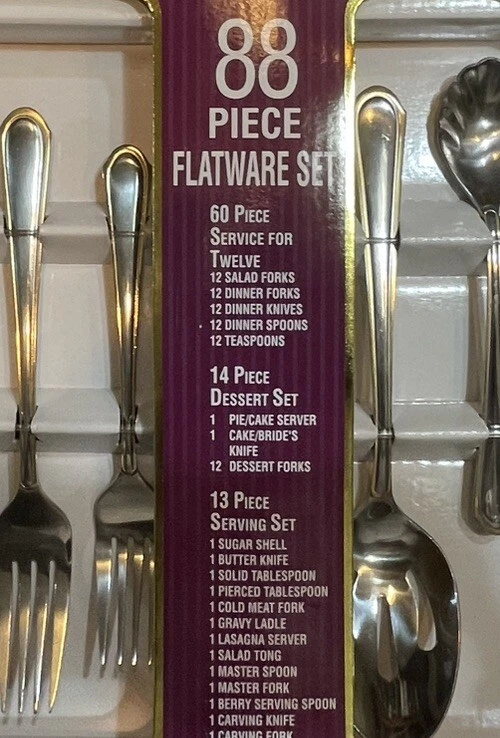 88
PIECE
FLATWARE SET
60 PIECE
SERVICE FOR
TWELVE
12 SALAD FORKS
12 DINNER FORKS
12 DINNER KNIVES
12 DINNER SPOONS
12 TEASPOONS
14 PIECE
DESSERT SET
1 PIE/CAKE SERVER
1 CAKE/BRIDE'S
KNIFE
12 DESSERT FORKS
13 PIECE
SERVING SET
1 SUGAR SHELL
1 BUTTER KNIFE
1 SOLID TABLESPOON
1 PIERCED TABLESPOON
1 COLD MEAT FORK
1 GRAVY LADLE
1 LASAGNA SERVER
1 SALAD TONG
1 MASTER SPOON
1 MASTER FORK
1 BERRY SERVING SPOON
1 CARVING KNIFE
1 CARVING FORK